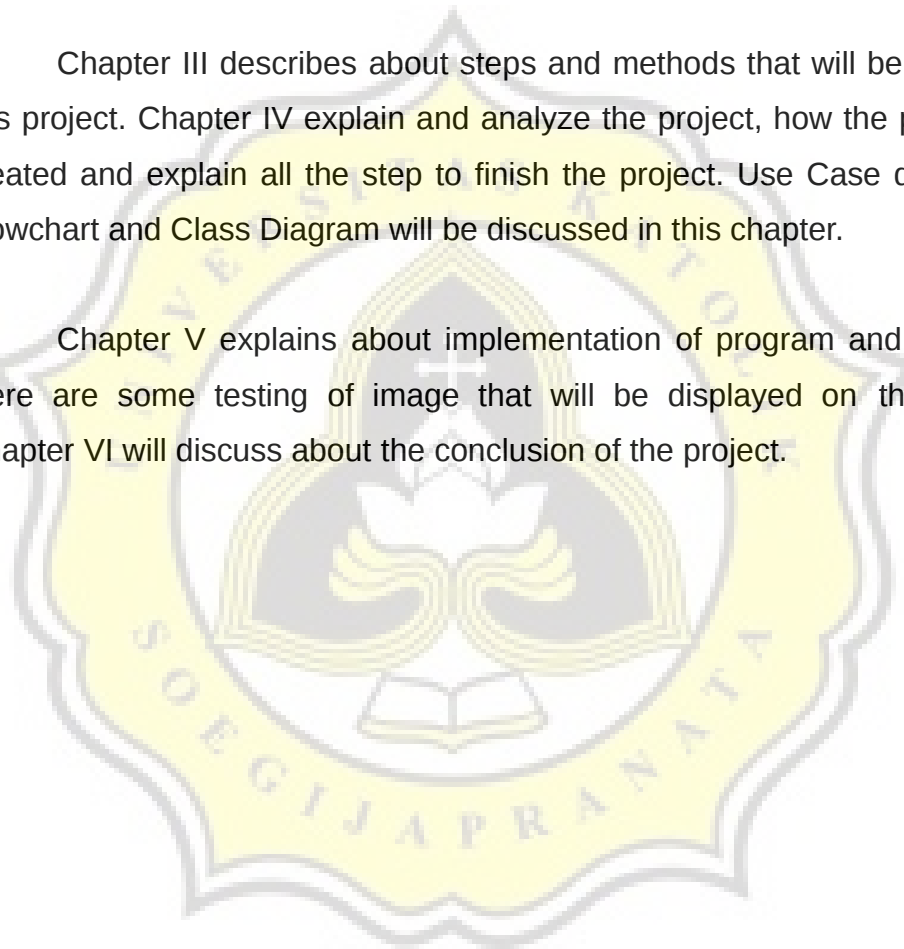 Chapter III describes about steps and methods that will be
s project. Chapter IV explain and analyze the project, how the p
eated and explain all the step to finish the project. Use Case d
owchart and Class Diagram will be discussed in this chapter.
Chapter V explains about implementation of program and
ere are some testing of image that will be displayed on th
apter VI will discuss about the conclusion of the project.
UNIVERSITAS KATOLIK
SOEGIJAPRANATA